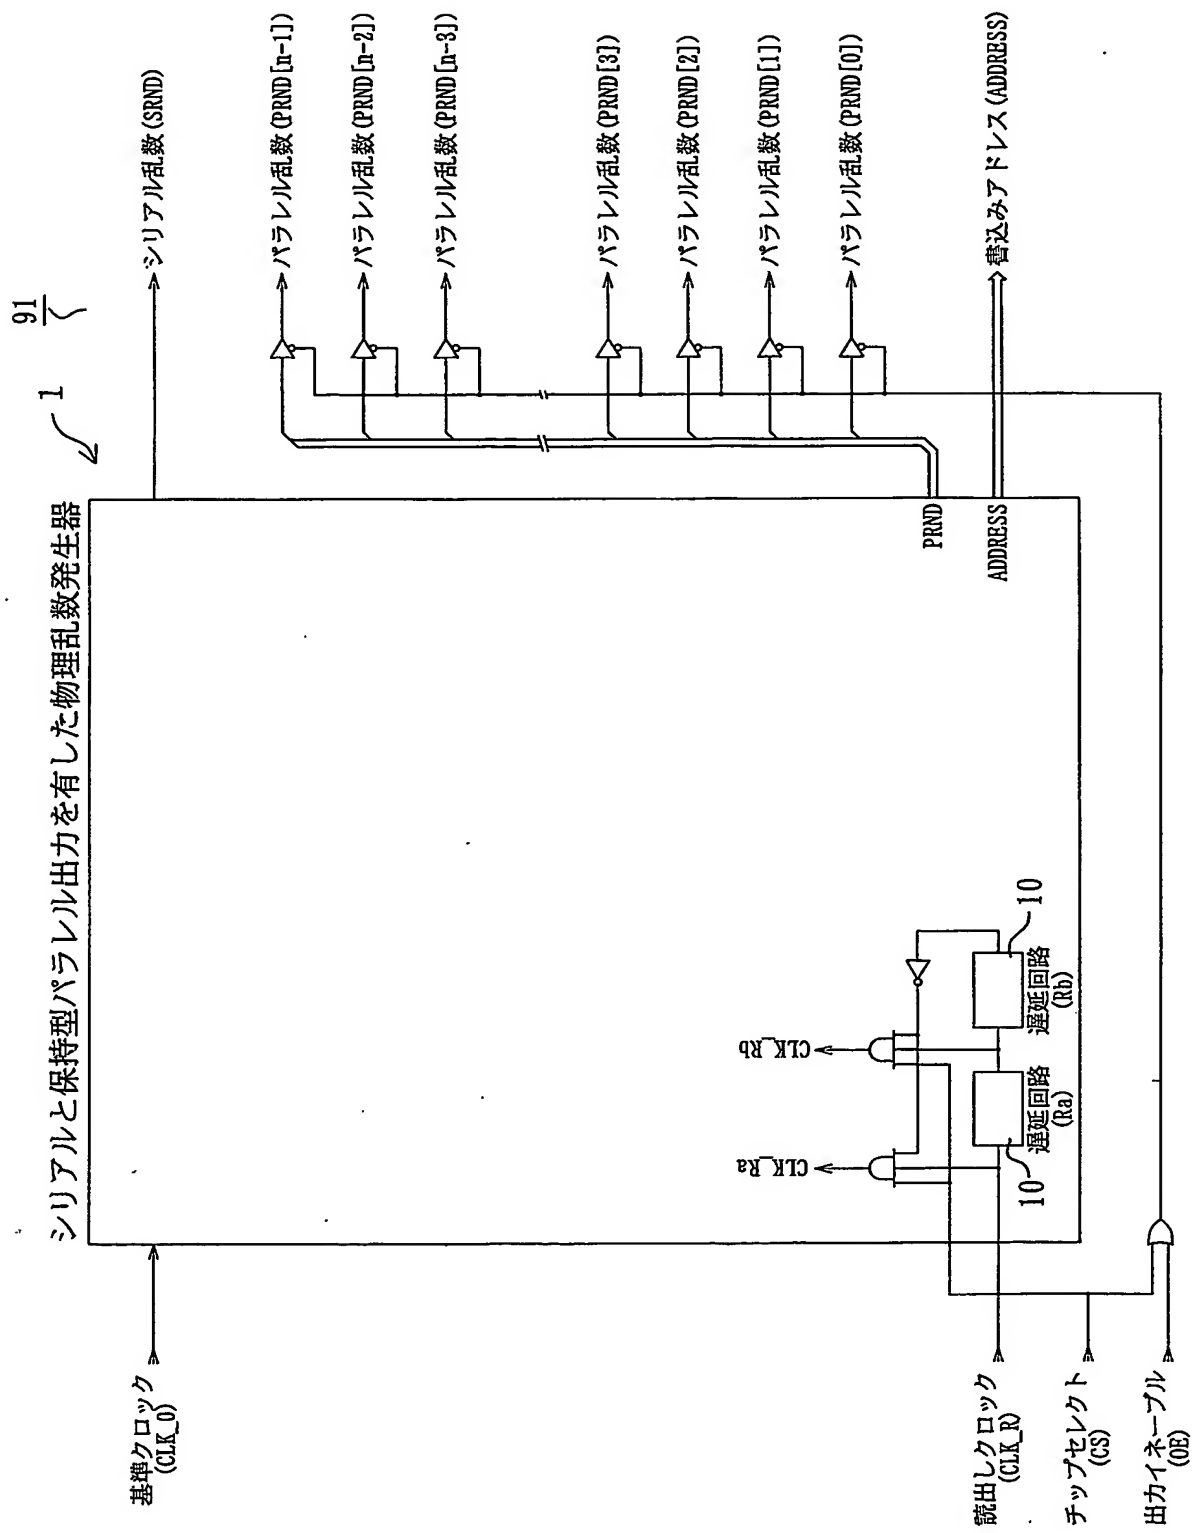 シリアルと保持型パラレル出力を有した物理乱数発生器
1
91
基準クロック
(CLK_0)
シリアル乱数(SRND)
パラレル乱数(PRND[n-1])
パラレル乱数(PRND[n-2])
パラレル乱数(PRND[n-3])
パラレル乱数(PRND[3])
パラレル乱数(PRND[2])
パラレル乱数(PRND[1])
パラレル乱数(PRND[0])
PRND
ADDRESS
書込みアドレス(ADDRESS)
CLK_Ra
CLK_Rb
10
遅延回路
(Ra)
10
遅延回路
(Rb)
読出しクロック
(CLK_R)
チップセレクト
(CS)
出力イネーブル
(OE)